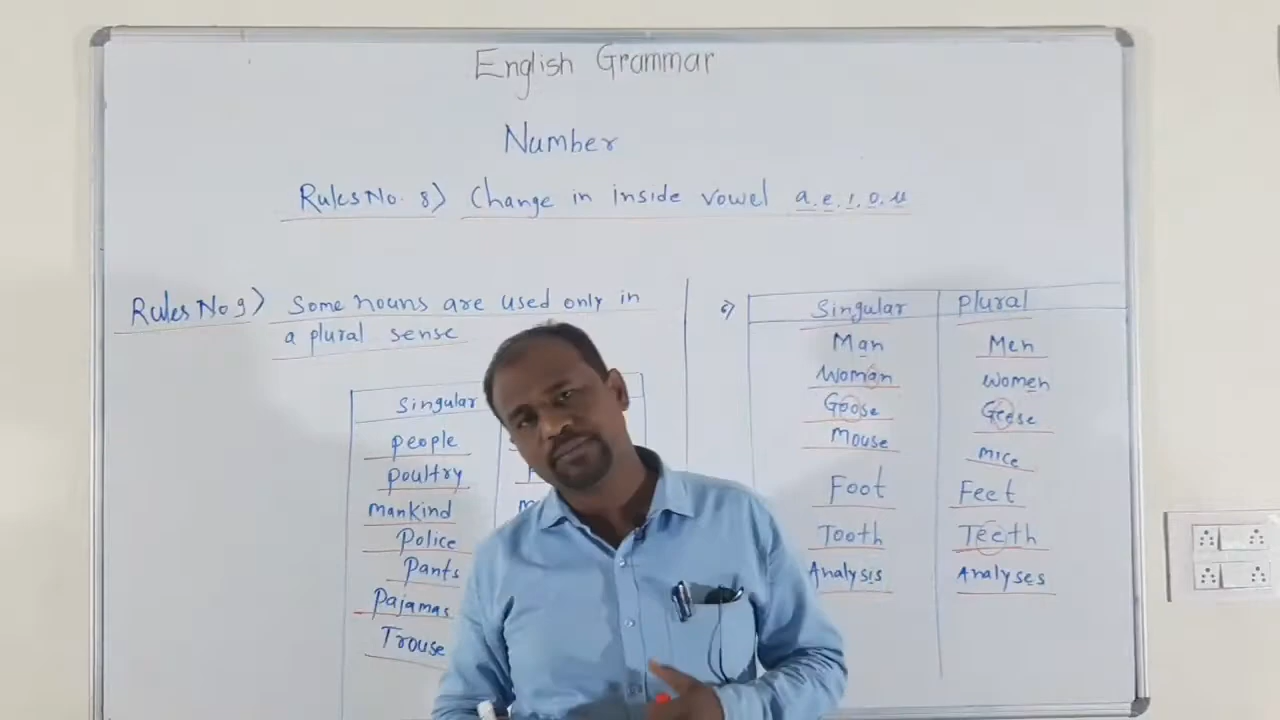 English Grammar
Number
Rules No. 8) Change in inside vowel a.e.i.o.u
Rules No 9) Some nouns are used only in
a plural sense
Singular
people
poultry
mankind
Police
Pants
Pajamas
Trouse
Singular Plural
Man Men
Woman women
Goose Geese
Mouse mice
Foot Feet
Tooth Teeth
Analysis Analyses